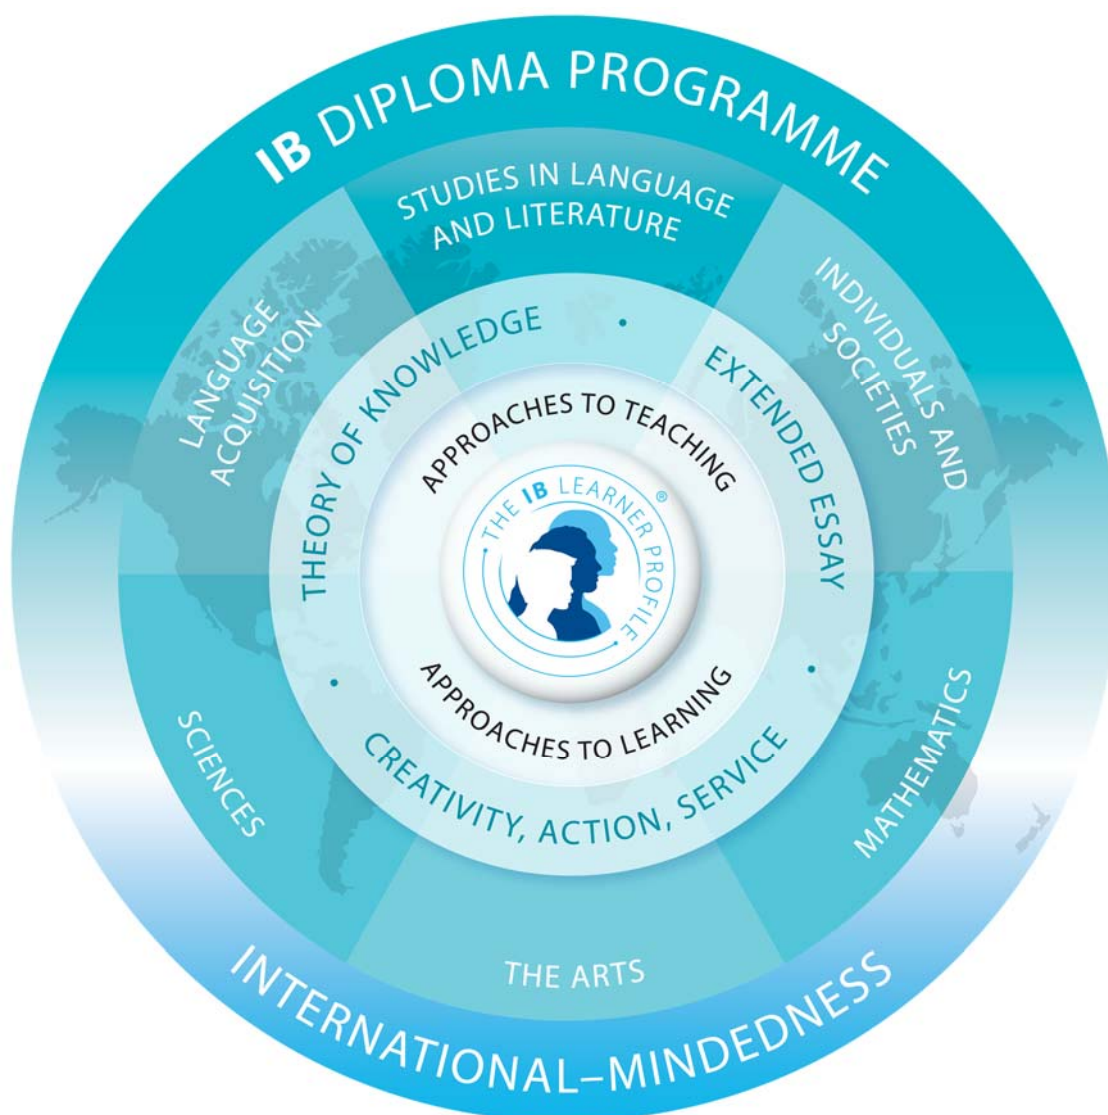 IB DIPLOMA PROGRAMME
STUDIES IN LANGUAGE
AND LITERATURE
LANGUAGE
ACQUISITION
INDIVIDUALS AND
SOCIETIES
THEORY OF KNOWLEDGE
•
EXTENDED ESSAY
APPROACHES TO TEACHING
THE IB LEARNER PROFILE®
APPROACHES TO LEARNING
•
CREATIVITY, ACTION, SERVICE
•
SCIENCES
MATHEMATICS
THE ARTS
INTERNATIONAL–MINDEDNESS